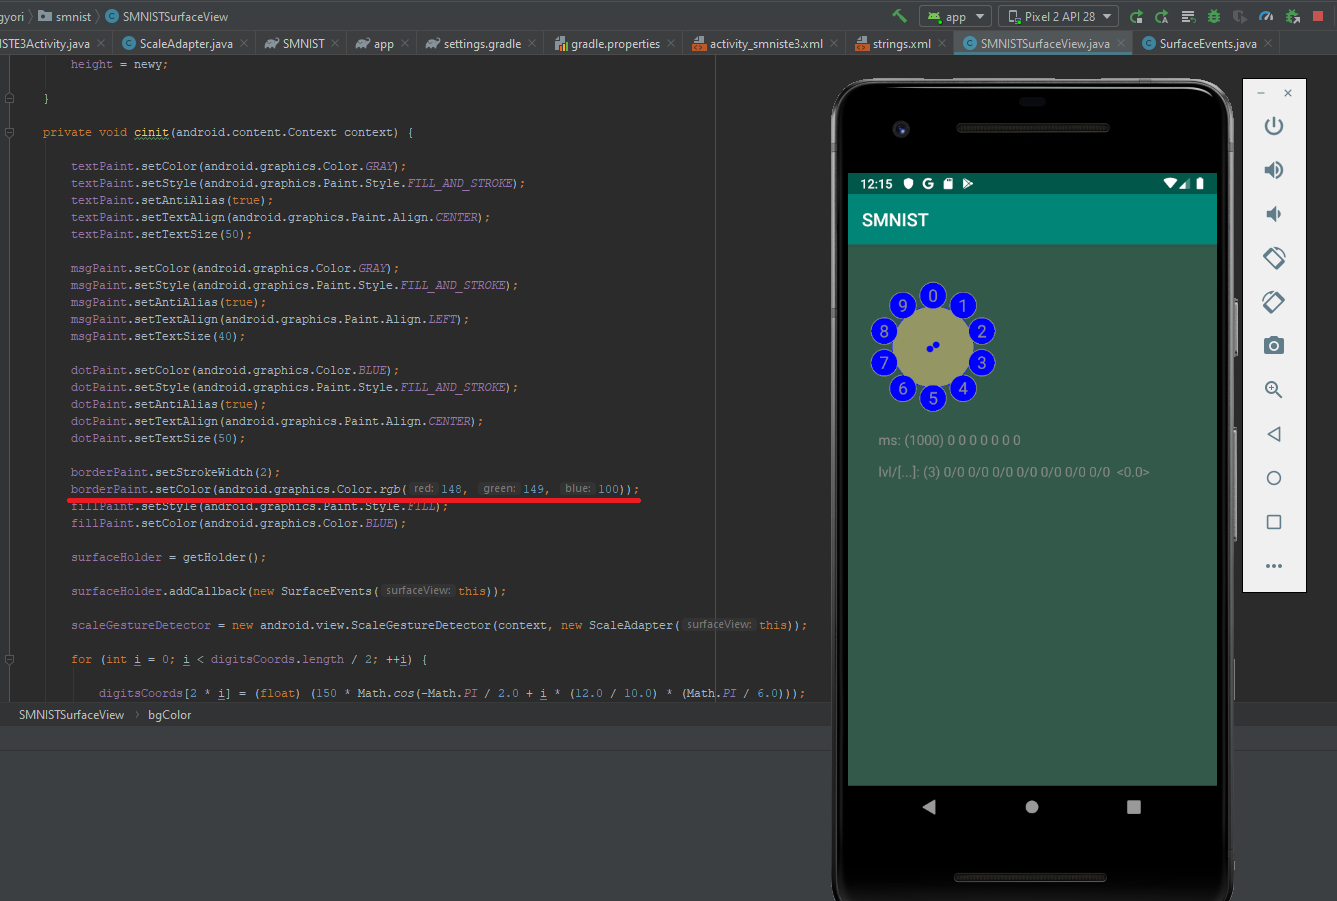 gyori smnist SMNISTSurfaceView app Pixel 2 API 28
ISTE3Activity.java ScaleAdapter.java SMNIST app settings.gradle gradle.properties activity_smniste3.xml strings.xml SMNISTSurfaceView.java SurfaceEvents.java
height = newy;
}
private void cinit(android.content.Context context) {
textPaint.setColor(android.graphics.Color.GRAY);
textPaint.setStyle(android.graphics.Paint.Style.FILL_AND_STROKE);
textPaint.setAntiAlias(true);
textPaint.setTextAlign(android.graphics.Paint.Align.CENTER);
textPaint.setTextSize(50);
msgPaint.setColor(android.graphics.Color.GRAY);
msgPaint.setStyle(android.graphics.Paint.Style.FILL_AND_STROKE);
msgPaint.setAntiAlias(true);
msgPaint.setTextAlign(android.graphics.Paint.Align.LEFT);
msgPaint.setTextSize(40);
dotPaint.setColor(android.graphics.Color.BLUE);
dotPaint.setStyle(android.graphics.Paint.Style.FILL_AND_STROKE);
dotPaint.setAntiAlias(true);
dotPaint.setTextAlign(android.graphics.Paint.Align.CENTER);
dotPaint.setTextSize(50);
borderPaint.setStrokeWidth(2);
borderPaint.setColor(android.graphics.Color.rgb( red: 148, green: 149, blue: 100));
fillPaint.setStyle(android.graphics.Paint.Style.FILL);
fillPaint.setColor(android.graphics.Color.BLUE);
surfaceHolder = getHolder();
surfaceHolder.addCallback(new SurfaceEvents( surfaceView: this));
scaleGestureDetector = new android.view.ScaleGestureDetector(context, new ScaleAdapter( surfaceView: this));
for (int i = 0; i < digitsCoords.length / 2; ++i) {
digitsCoords[2 * i] = (float) (150 * Math.cos(-Math.PI / 2.0 + i * (12.0 / 10.0) * (Math.PI / 6.0)));
SMNISTSurfaceView bgColor
12:15
SMNIST
0
9 1
8 2
7 3
6 4
5
ms: (1000) 0 0 0 0 0 0 0
lvl/[...]: (3) 0/0 0/0 0/0 0/0 0/0 0/0 0/0 <0.0>